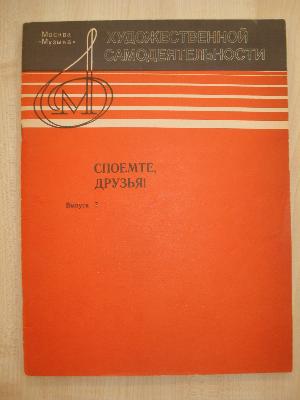 Москва
«Музыка»
ХУДОЖЕСТВЕННОЙ
САМОДЕЯТЕЛЬНОСТИ
СПОЕМТЕ,
ДРУЗЬЯ!
Выпуск